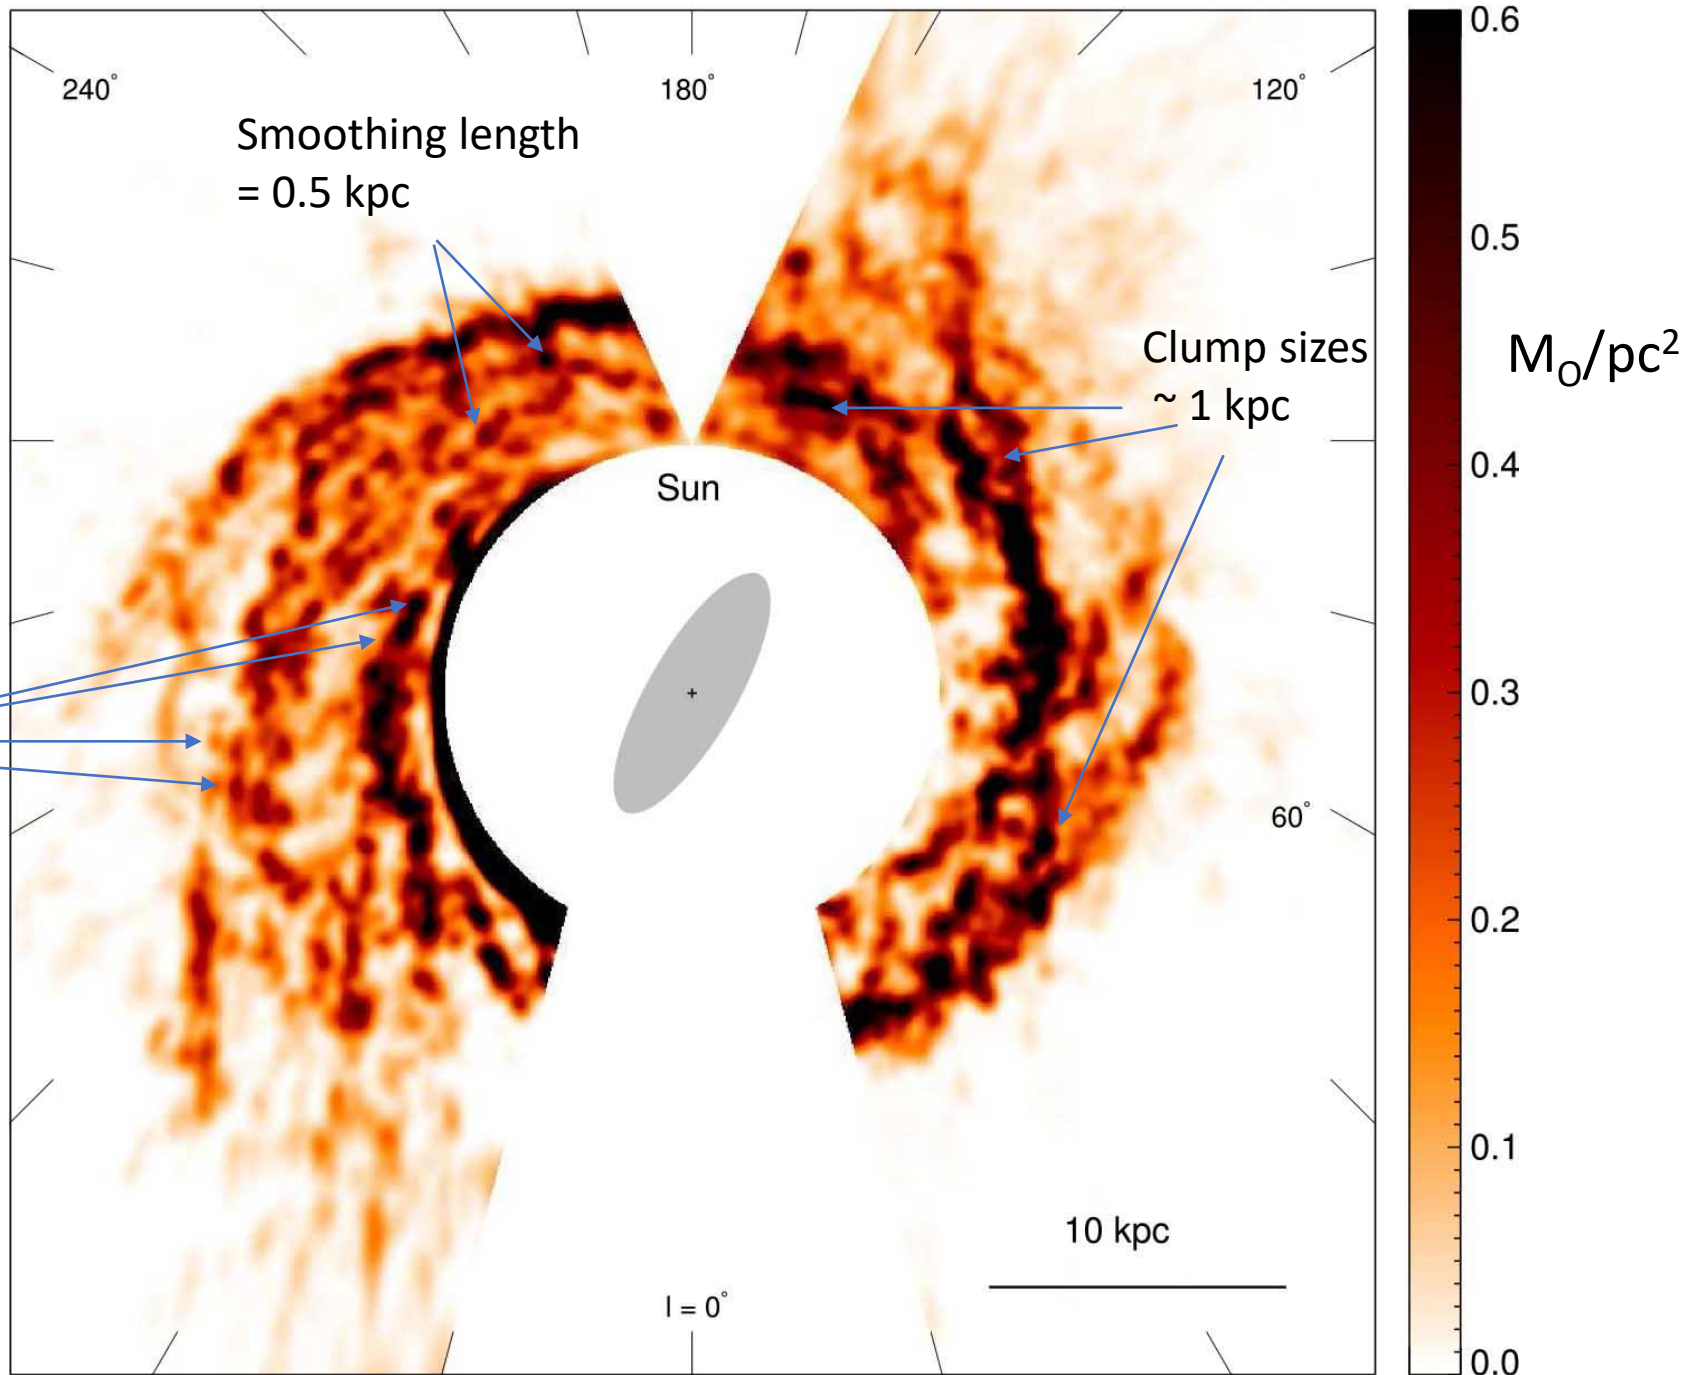 240°
180°
120°
Smoothing length
= 0.5 kpc
Clump sizes
~ 1 kpc
Sun
60°
10 kpc
l = 0°
0.6
0.5
0.4
0.3
0.2
0.1
0.0
M_O/pc²